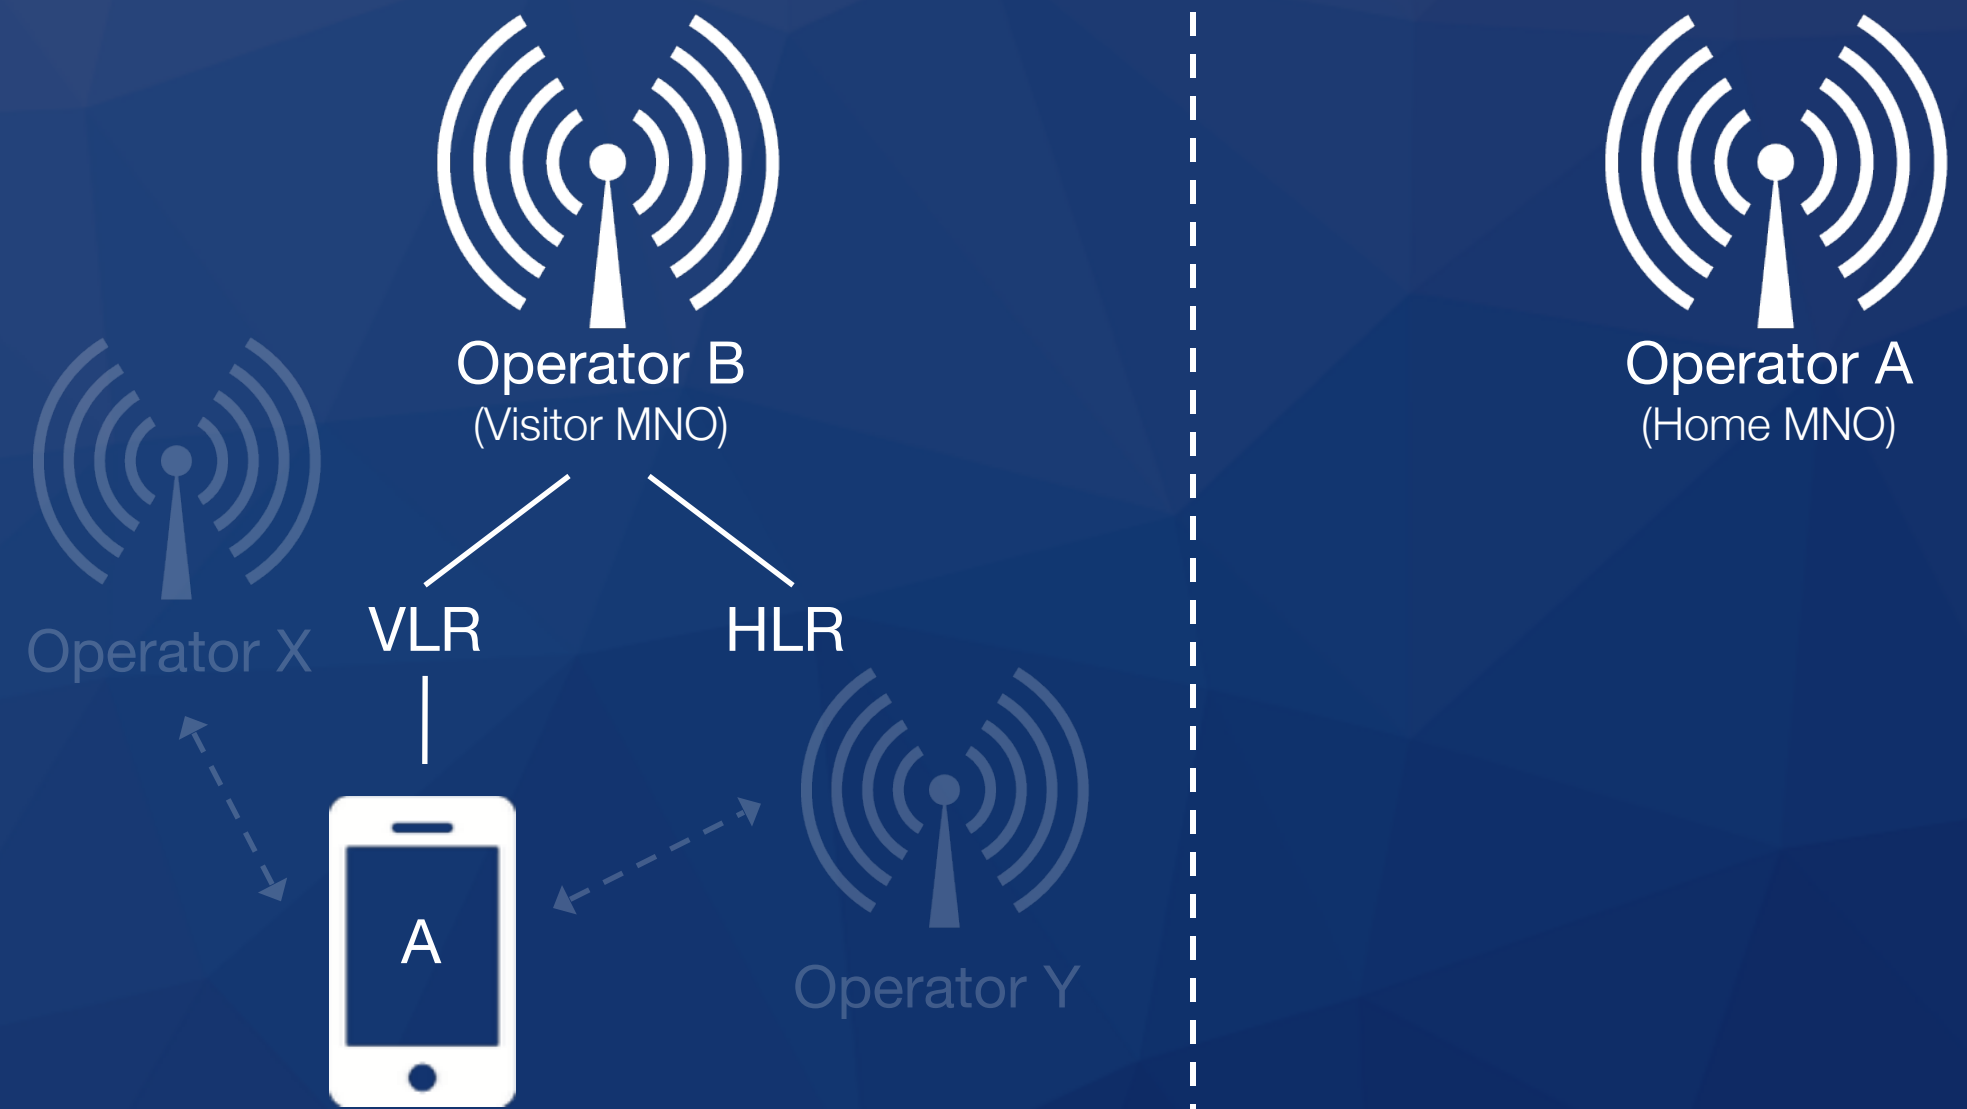 Operator B
(Visitor MNO)
Operator A
(Home MNO)
Operator X
VLR
HLR
A
Operator Y